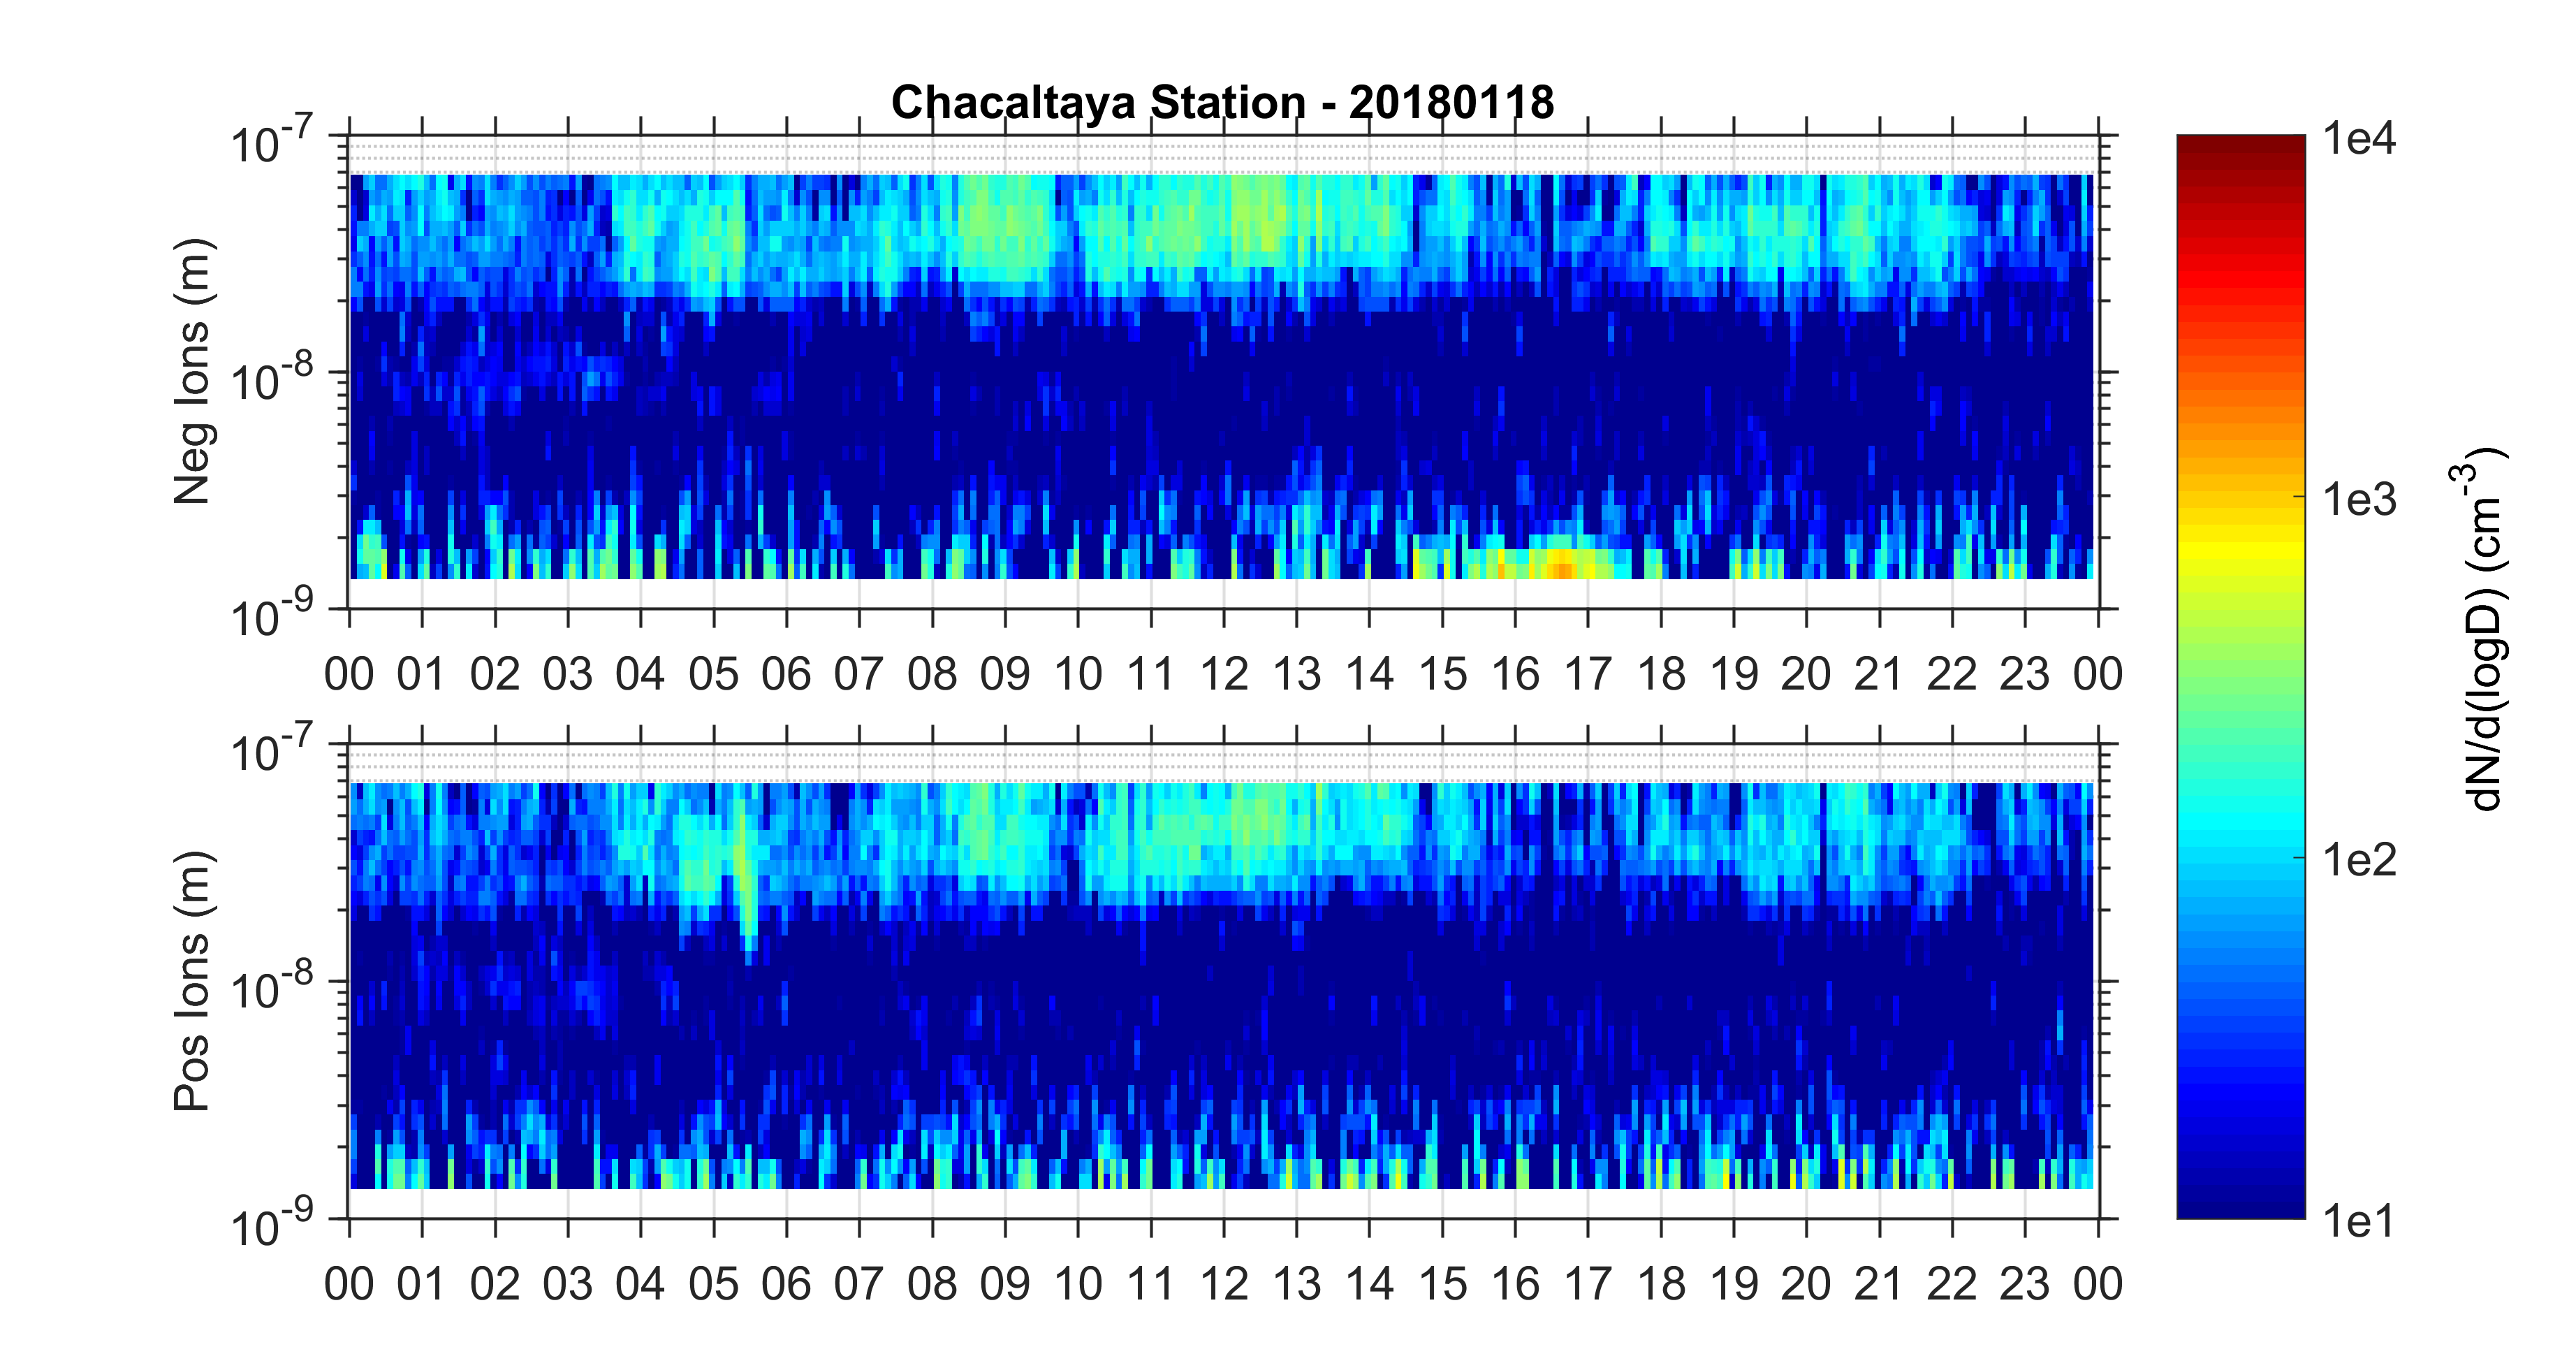 Chacaltaya Station - 20180118
Neg Ions (m)
10-7
10-8
10-9
00 01 02 03 04 05 06 07 08 09 10 11 12 13 14 15 16 17 18 19 20 21 22 23 00
Pos Ions (m)
10-7
10-8
10-9
00 01 02 03 04 05 06 07 08 09 10 11 12 13 14 15 16 17 18 19 20 21 22 23 00
1e4
1e3
1e2
1e1
dN/d(logD) (cm-3)